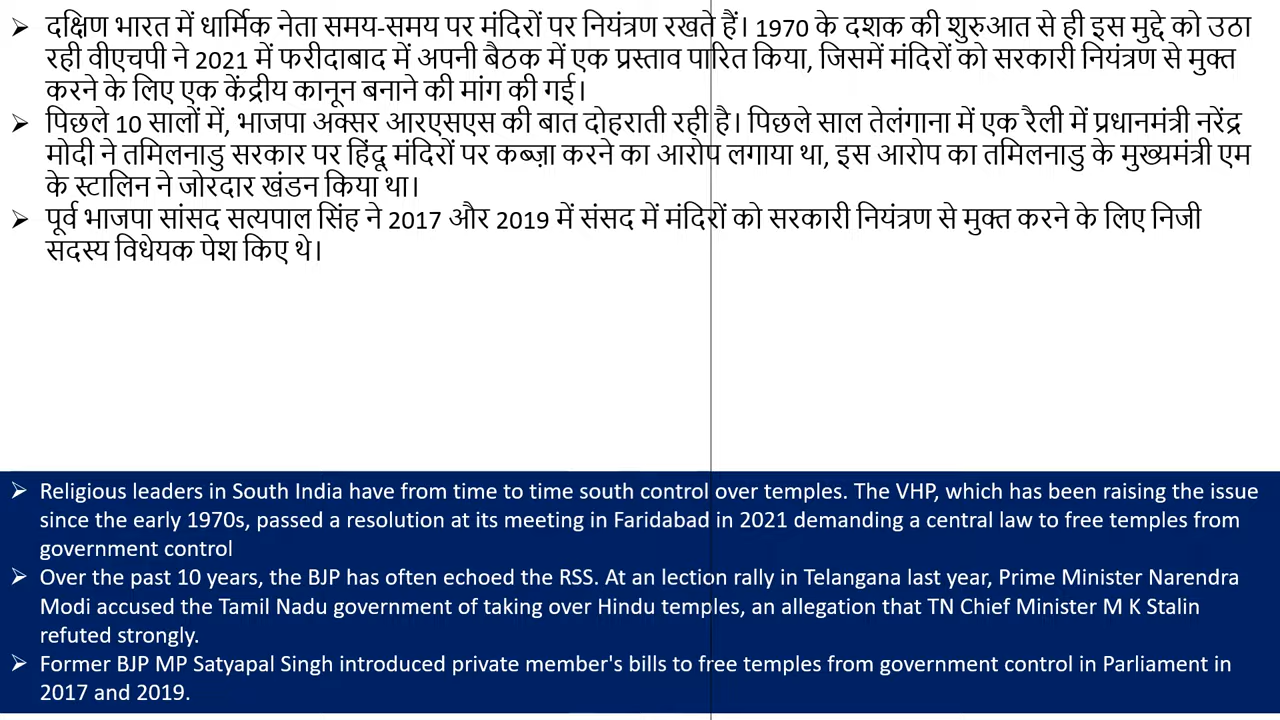 ➢ दक्षिण भारत में धार्मिक नेता समय-समय पर मंदिरों पर नियंत्रण रखते हैं। 1970 के दशक की शुरुआत से ही इस मुद्दे को उठा
रही वीएचपी ने 2021 में फरीदाबाद में अपनी बैठक में एक प्रस्ताव पारित किया, जिसमें मंदिरों को सरकारी नियंत्रण से मुक्त
करने के लिए एक केंद्रीय कानून बनाने की मांग की गई।
➢ पिछले 10 सालों में, भाजपा अक्सर आरएसएस की बात दोहराती रही है। पिछले साल तेलंगाना में एक रैली में प्रधानमंत्री नरेंद्र
मोदी ने तमिलनाडु सरकार पर हिंदू मंदिरों पर कब्ज़ा करने का आरोप लगाया था, इस आरोप का तमिलनाडु के मुख्यमंत्री एम
के स्टालिन ने जोरदार खंडन किया था।
➢ पूर्व भाजपा सांसद सत्यपाल सिंह ने 2017 और 2019 में संसद में मंदिरों को सरकारी नियंत्रण से मुक्त करने के लिए निजी
सदस्य विधेयक पेश किए थे।
➢ Religious leaders in South India have from time to time south control over temples. The VHP, which has been raising the issue
since the early 1970s, passed a resolution at its meeting in Faridabad in 2021 demanding a central law to free temples from
government control
➢ Over the past 10 years, the BJP has often echoed the RSS. At an lection rally in Telangana last year, Prime Minister Narendra
Modi accused the Tamil Nadu government of taking over Hindu temples, an allegation that TN Chief Minister M K Stalin
refuted strongly.
➢ Former BJP MP Satyapal Singh introduced private member's bills to free temples from government control in Parliament in
2017 and 2019.